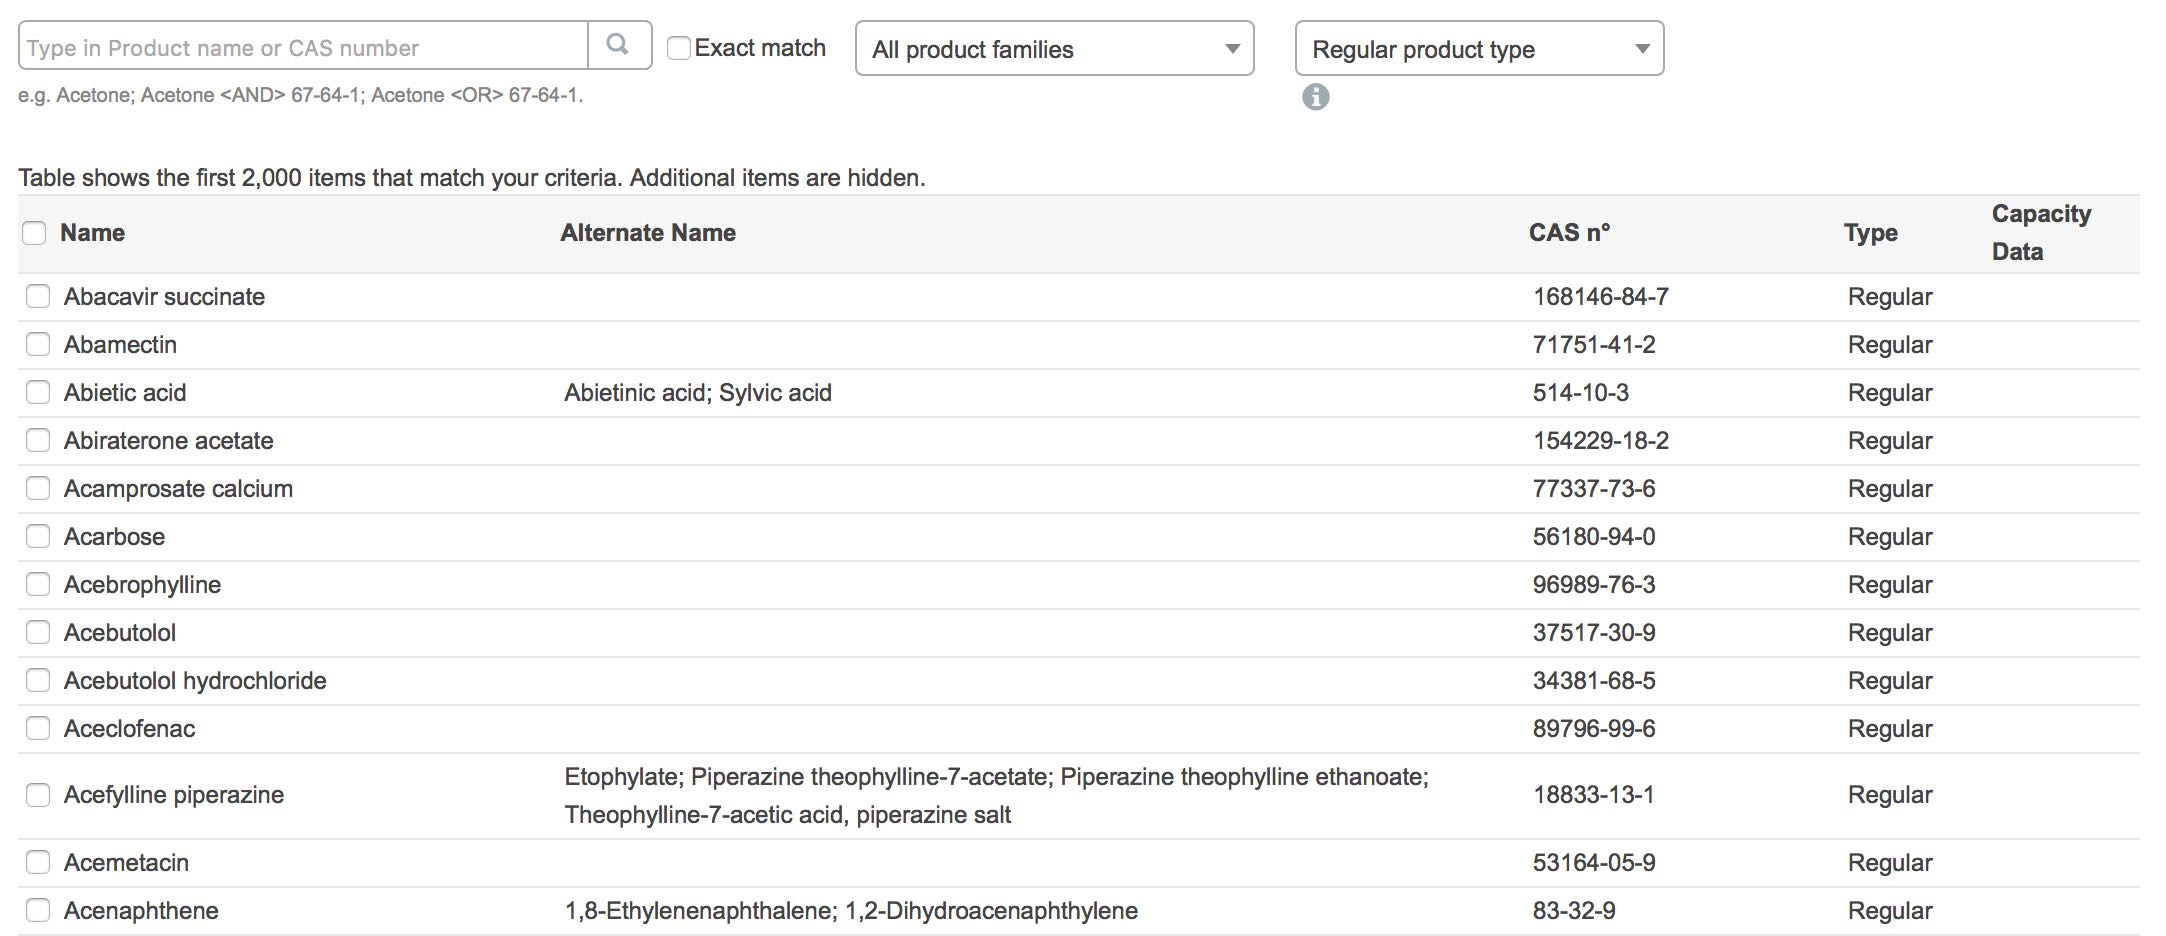 Type in Product name or CAS number
Exact match
All product families
Regular product type
e.g. Acetone; Acetone <AND> 67-64-1; Acetone <OR> 67-64-1.
Table shows the first 2,000 items that match your criteria. Additional items are hidden.
Name Alternate Name CAS n° Type Capacity Data
Abacavir succinate 168146-84-7 Regular
Abamectin 71751-41-2 Regular
Abietic acid Abietinic acid; Sylvic acid 514-10-3 Regular
Abiraterone acetate 154229-18-2 Regular
Acamprosate calcium 77337-73-6 Regular
Acarbose 56180-94-0 Regular
Acebrophylline 96989-76-3 Regular
Acebutolol 37517-30-9 Regular
Acebutolol hydrochloride 34381-68-5 Regular
Aceclofenac 89796-99-6 Regular
Acefylline piperazine Etophylate; Piperazine theophylline-7-acetate; Piperazine theophylline ethanoate;
Theophylline-7-acetic acid, piperazine salt 18833-13-1 Regular
Acemetacin 53164-05-9 Regular
Acenaphthene 1,8-Ethylenenaphthalene; 1,2-Dihydroacenaphthylene 83-32-9 Regular